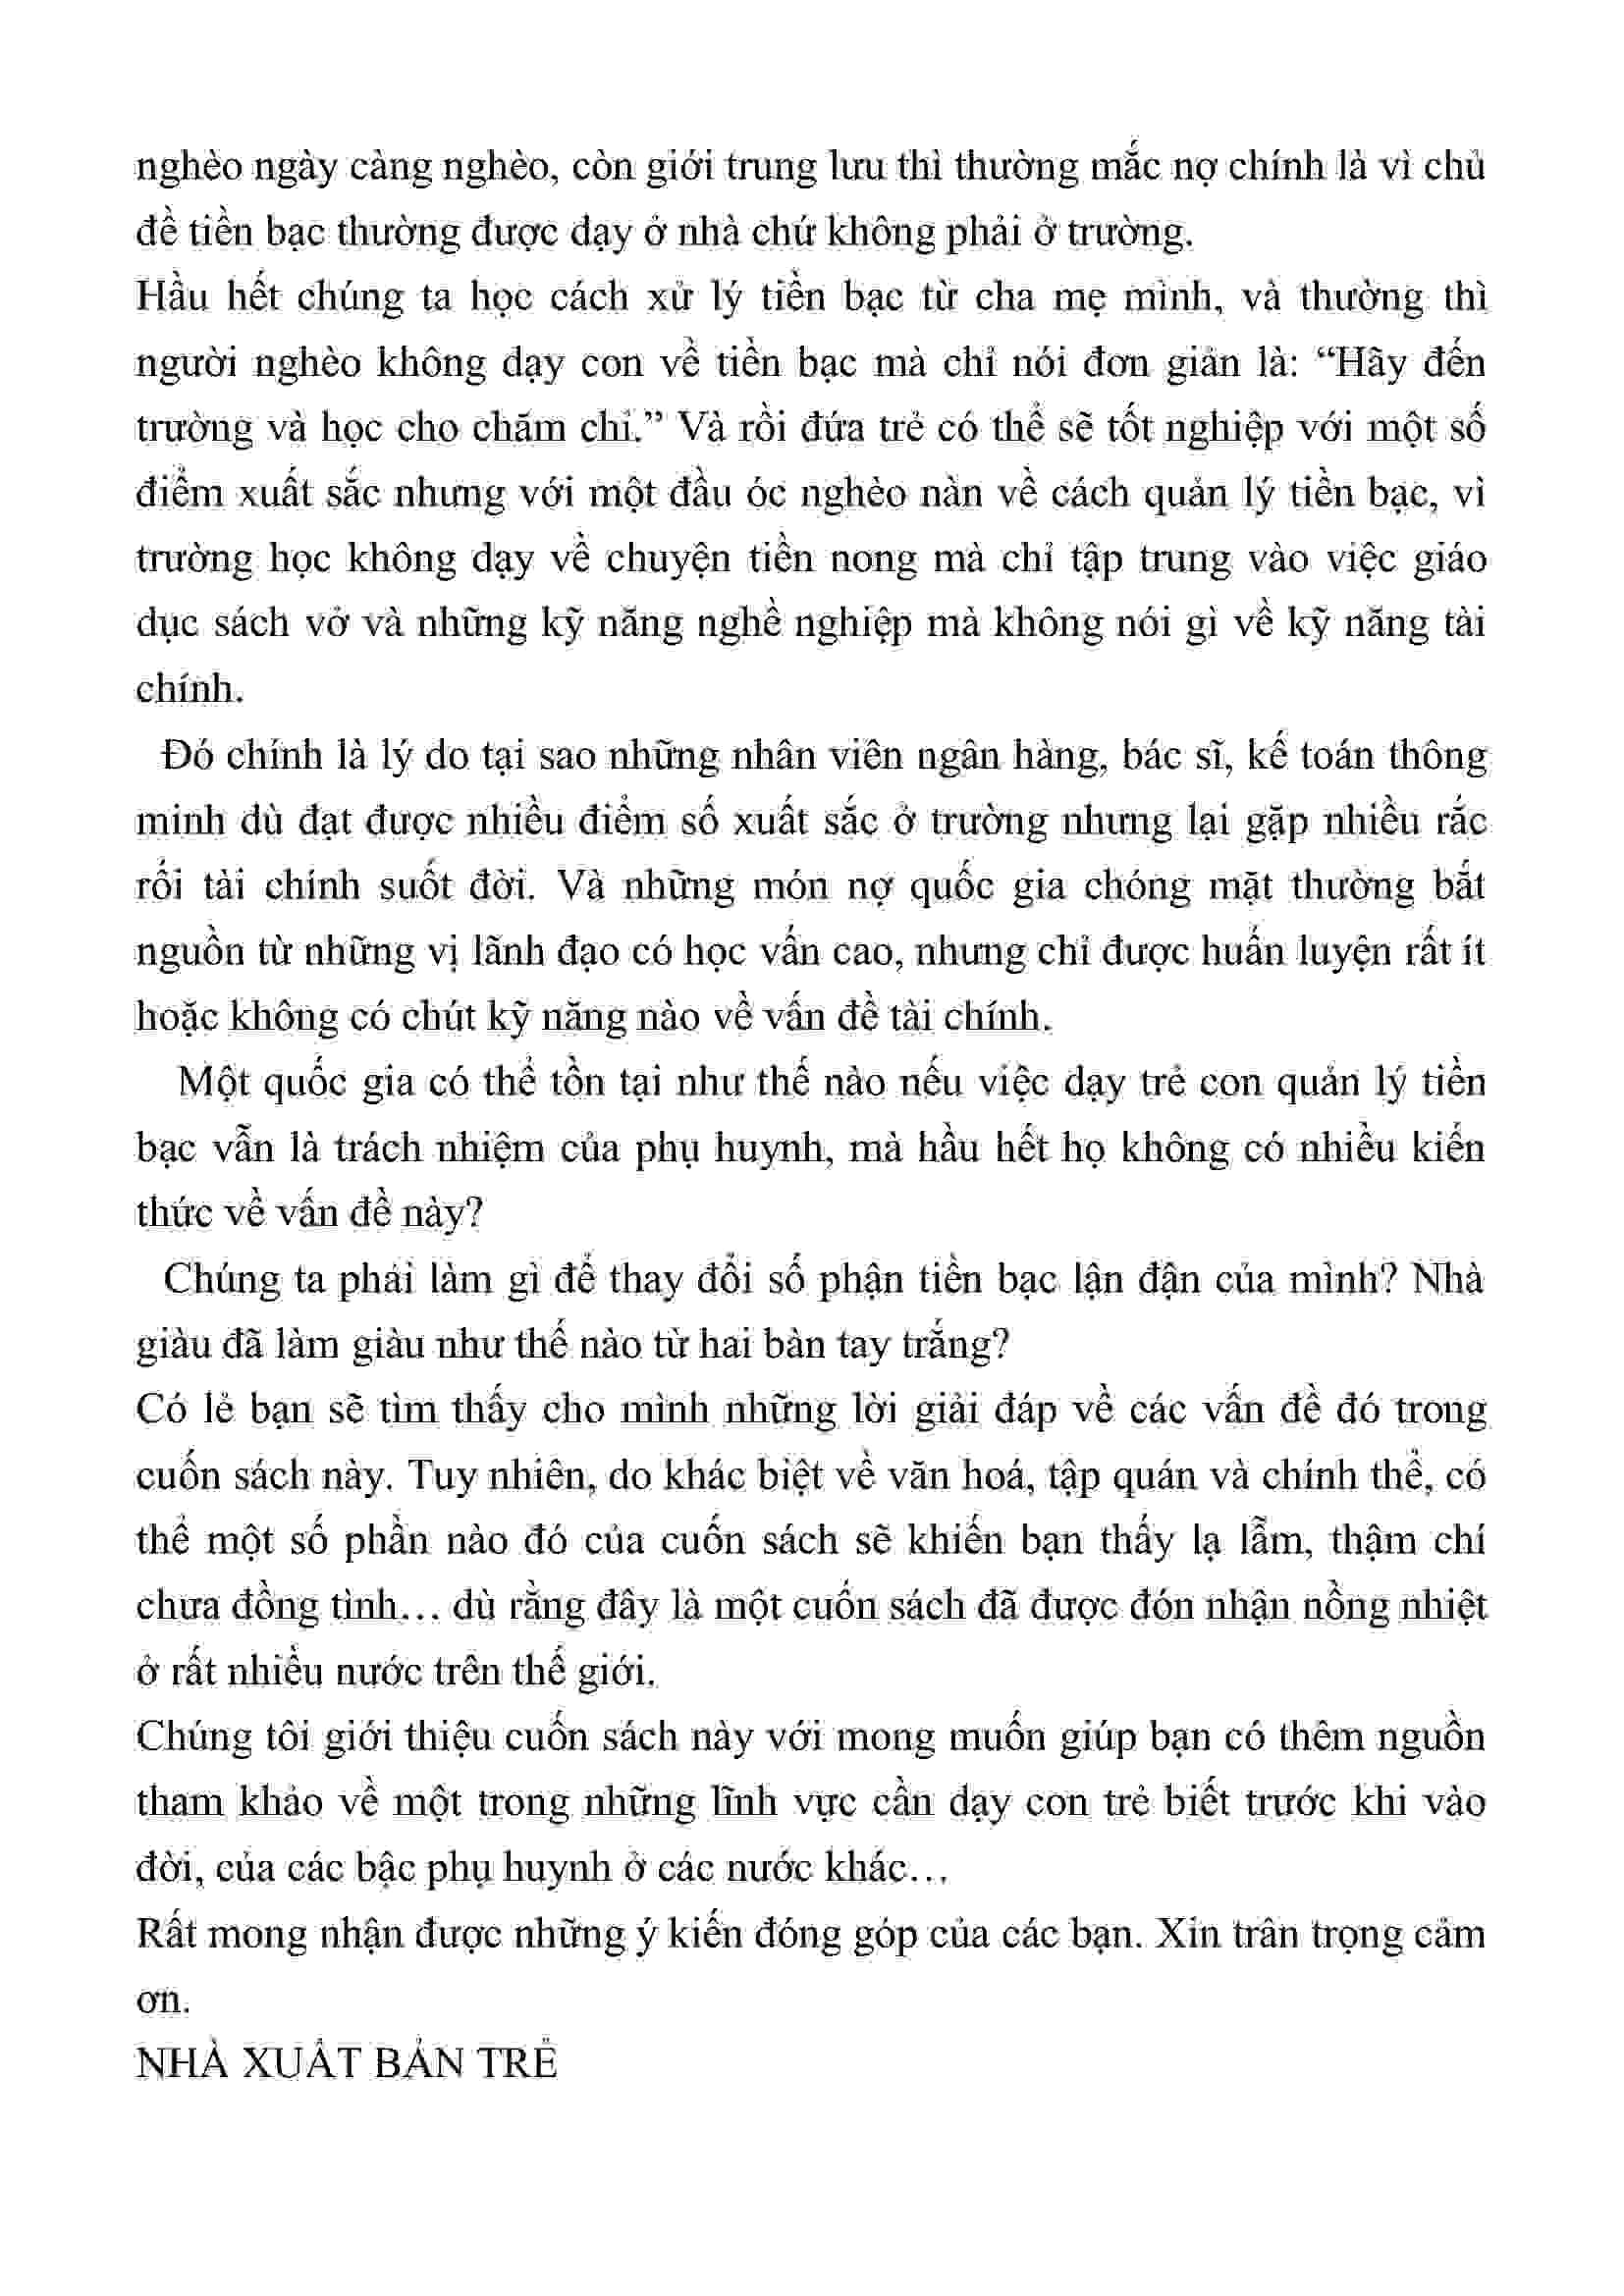 nghèo ngày càng nghèo, còn giới trung lưu thì thường mắc nợ chính là vì chủ
đề tiền bạc thường được dạy ở nhà chứ không phải ở trường.
Hầu hết chúng ta học cách xử lý tiền bạc từ cha mẹ mình, và thường thì
người nghèo không dạy con về tiền bạc mà chỉ nói đơn giản là: “Hãy đến
trường và học cho chăm chỉ.” Và rồi đứa trẻ có thể sẽ tốt nghiệp với một số
điểm xuất sắc nhưng với một đầu óc nghèo nàn về cách quản lý tiền bạc, vì
trường học không dạy về chuyện tiền nong mà chỉ tập trung vào việc giáo
dục sách vở và những kỹ năng nghề nghiệp mà không nói gì về kỹ năng tài
chính.
Đó chính là lý do tại sao những nhân viên ngân hàng, bác sĩ, kế toán thông
minh dù đạt được nhiều điểm số xuất sắc ở trường nhưng lại gặp nhiều rắc
rối tài chính suốt đời. Và những món nợ quốc gia chóng mặt thường bắt
nguồn từ những vị lãnh đạo có học vấn cao, nhưng chỉ được huấn luyện rất ít
hoặc không có chút kỹ năng nào về vấn đề tài chính.
Một quốc gia có thể tồn tại như thế nào nếu việc dạy trẻ con quản lý tiền
bạc vẫn là trách nhiệm của phụ huynh, mà hầu hết họ không có nhiều kiến
thức về vấn đề này?
Chúng ta phải làm gì để thay đổi số phận tiền bạc lận đận của mình? Nhà
giàu đã làm giàu như thế nào từ hai bàn tay trắng?
Có lẻ bạn sẽ tìm thấy cho mình những lời giải đáp về các vấn đề đó trong
cuốn sách này. Tuy nhiên, do khác biệt về văn hoá, tập quán và chính thể, có
thể một số phần nào đó của cuốn sách sẽ khiến bạn thấy lạ lẫm, thậm chí
chưa đồng tình… dù rằng đây là một cuốn sách đã được đón nhận nồng nhiệt
ở rất nhiều nước trên thế giới.
Chúng tôi giới thiệu cuốn sách này với mong muốn giúp bạn có thêm nguồn
tham khảo về một trong những lĩnh vực cần dạy con trẻ biết trước khi vào
đời, của các bậc phụ huynh ở các nước khác…
Rất mong nhận được những ý kiến đóng góp của các bạn. Xin trân trọng cảm
ơn.
NHÀ XUẤT BẢN TRẺ